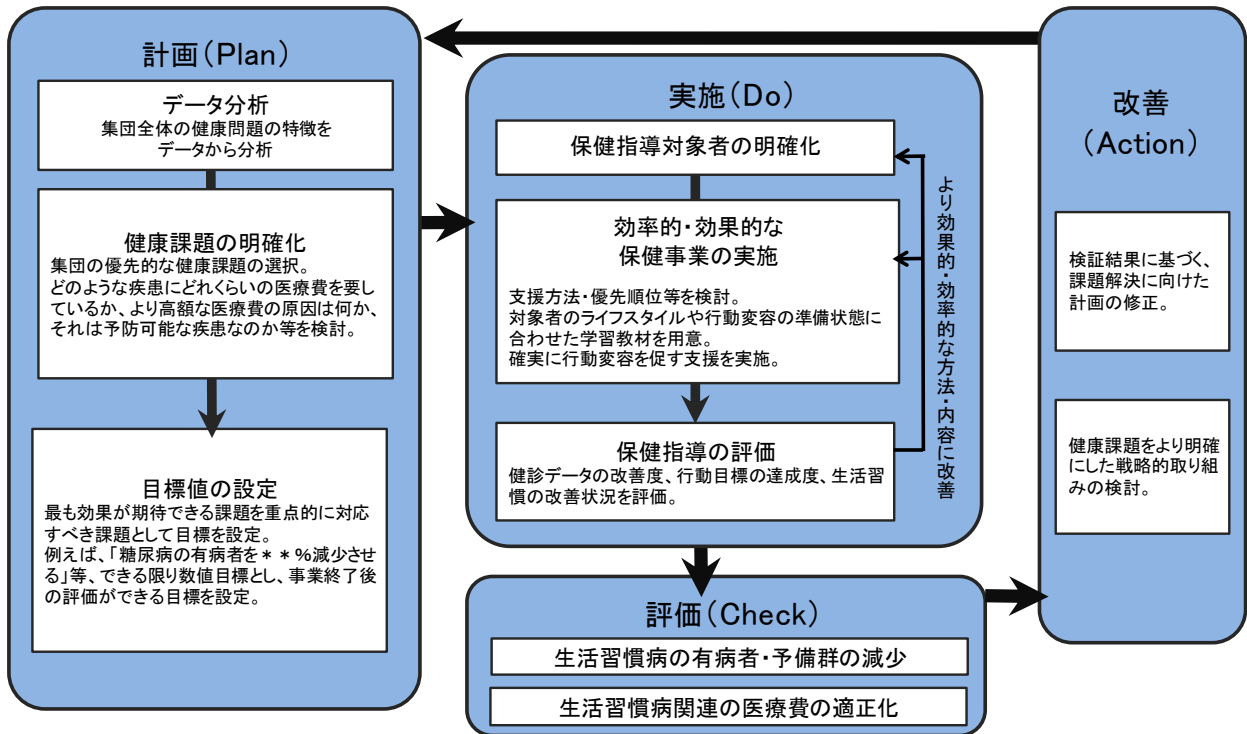 計画(Plan)
データ分析
集団全体の健康問題の特徴を
データから分析
健康課題の明確化
集団の優先的な健康課題の選択。
どのような疾患にどれくらいの医療費を要し
ているか、より高額な医療費の原因は何か、
それは予防可能な疾患なのか等を検討。
目標値の設定
最も効果が期待できる課題を重点的に対応
すべき課題として目標を設定。
例えば、「糖尿病の有病者を＊＊％減少させ
る」等、できる限り数値目標とし、事業終了後
の評価ができる目標を設定。
実施(Do)
保健指導対象者の明確化
効率的・効果的な
保健事業の実施
支援方法・優先順位等を検討。
対象者のライフスタイルや行動変容の準備状態に
合わせた学習教材を用意。
確実に行動変容を促す支援を実施。
保健指導の評価
健診データの改善度、行動目標の達成度、生活習
慣の改善状況を評価。
より効果的・効率的な方法・内容に改善
評価(Check)
生活習慣病の有病者・予備群の減少
生活習慣病関連の医療費の適正化
改善
(Action)
検証結果に基づく、
課題解決に向けた
計画の修正。
健康課題をより明確
にした戦略的取り組
みの検討。